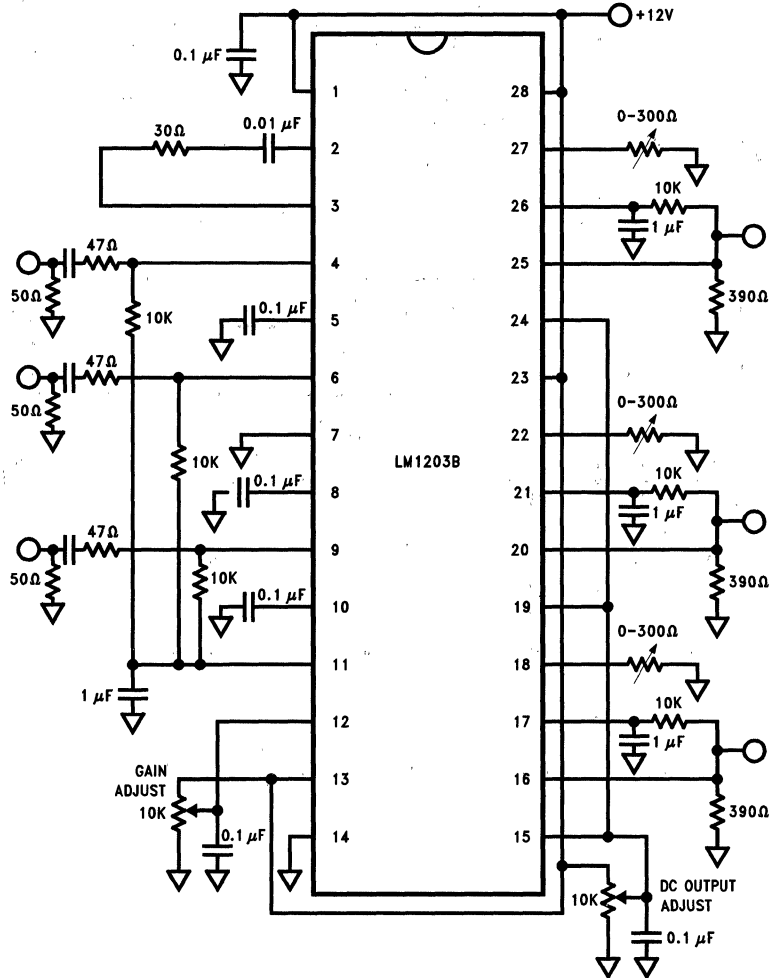 +12V
0.1 µF
1
28
0-300Ω
30Ω
0.01 µF
2
27
10K
3
26
1 µF
47Ω
4
25
50Ω
10K
390Ω
0.1 µF
5
24
47Ω
6
23
50Ω
0-300Ω
7
22
10K
LM1203B
10K
0.1 µF
8
21
1 µF
47Ω
9
20
50Ω
10K
390Ω
0.1 µF
10
19
0-300Ω
11
18
1 µF
10K
12
17
1 µF
GAIN
ADJUST
13
16
10K
390Ω
0.1 µF
14
15
10K
DC OUTPUT
ADJUST
0.1 µF